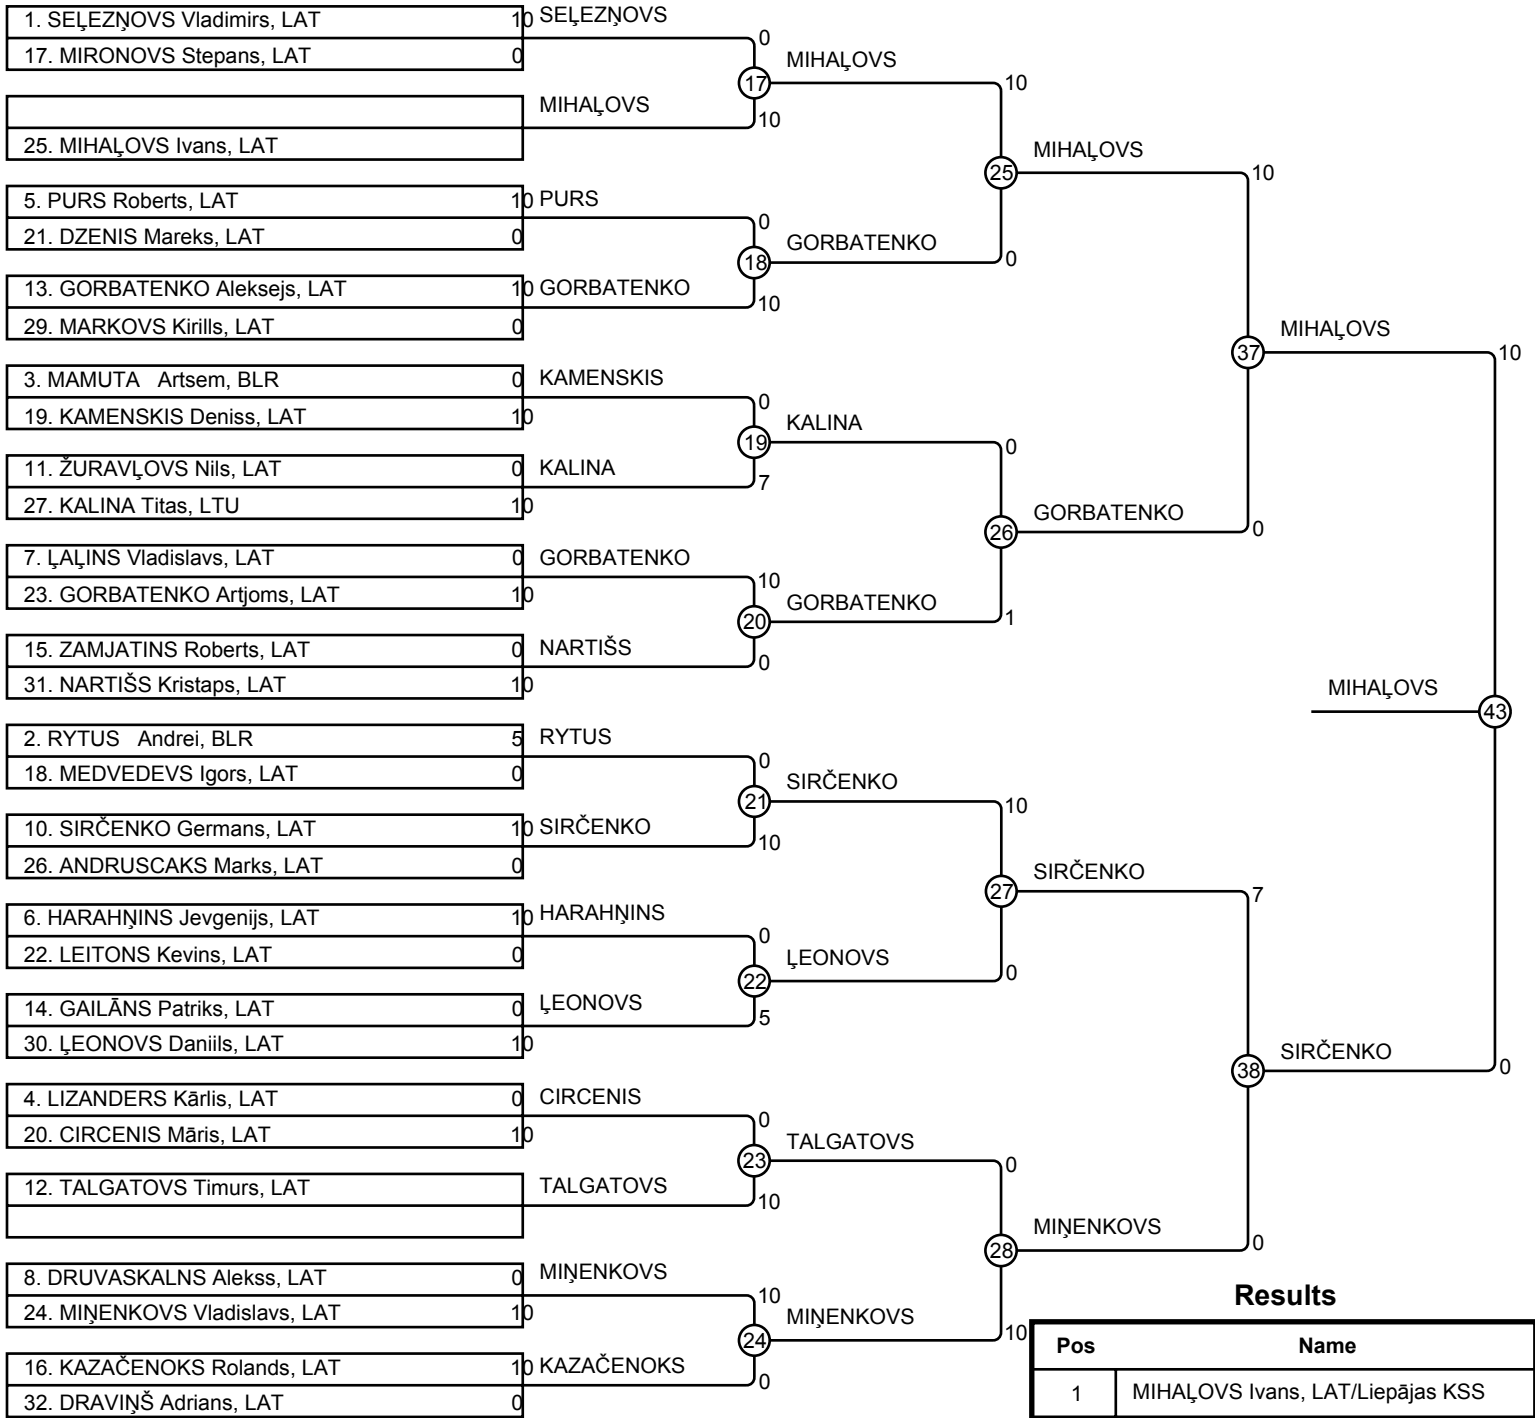 1. SEĻEZŅOVS Vladimirs, LAT 10 SEĻEZŅOVS
17. MIRONOVS Stepans, LAT 0
0
17
10
MIHAĻOVS
10
MIHAĻOVS
25. MIHAĻOVS Ivans, LAT
25
MIHAĻOVS
10
5. PURS Roberts, LAT 10 PURS
21. DZENIS Mareks, LAT 0
0
18
10
GORBATENKO
0
13. GORBATENKO Aleksejs, LAT 10 GORBATENKO
29. MARKOVS Kirills, LAT 0
37
MIHAĻOVS
10
3. MAMUTA Artsem, BLR 0 KAMENSKIS
19. KAMENSKIS Deniss, LAT 10
0
19
7
KALINA
0
11. ŽURAVĻOVS Nils, LAT 0 KALINA
27. KALINA Titas, LTU 10
26
GORBATENKO
0
7. ĻAĻINS Vladislavs, LAT 0 GORBATENKO
23. GORBATENKO Artjoms, LAT 10
10
20
0
GORBATENKO
1
15. ZAMJATINS Roberts, LAT 0 NARTIŠS
31. NARTIŠS Kristaps, LAT 10
MIHAĻOVS
43
2. RYTUS Andrei, BLR 5 RYTUS
18. MEDVEDEVS Igors, LAT 0
0
21
10
SIRČENKO
10
10. SIRČENKO Germans, LAT 10 SIRČENKO
26. ANDRUSCAKS Marks, LAT 0
27
SIRČENKO
7
6. HARAHŅINS Jevgenijs, LAT 10 HARAHŅINS
22. LEITONS Kevins, LAT 0
0
22
5
ĻEONOVS
0
14. GAILĀNS Patriks, LAT 0 ĻEONOVS
30. ĻEONOVS Daniils, LAT 10
38
SIRČENKO
0
4. LIZANDERS Kārlis, LAT 0 CIRCENIS
20. CIRCENIS Māris, LAT 10
0
23
10
TALGATOVS
0
12. TALGATOVS Timurs, LAT TALGATOVS
28
MIŅENKOVS
0
8. DRUVASKALNS Alekss, LAT 0 MIŅENKOVS
24. MIŅENKOVS Vladislavs, LAT 10
10
24
0
MIŅENKOVS
10
16. KAZAČENOKS Rolands, LAT 10 KAZAČENOKS
32. DRAVIŅŠ Adrians, LAT 0
Results
Pos Name
1 MIHAĻOVS Ivans, LAT/Liepājas KSS